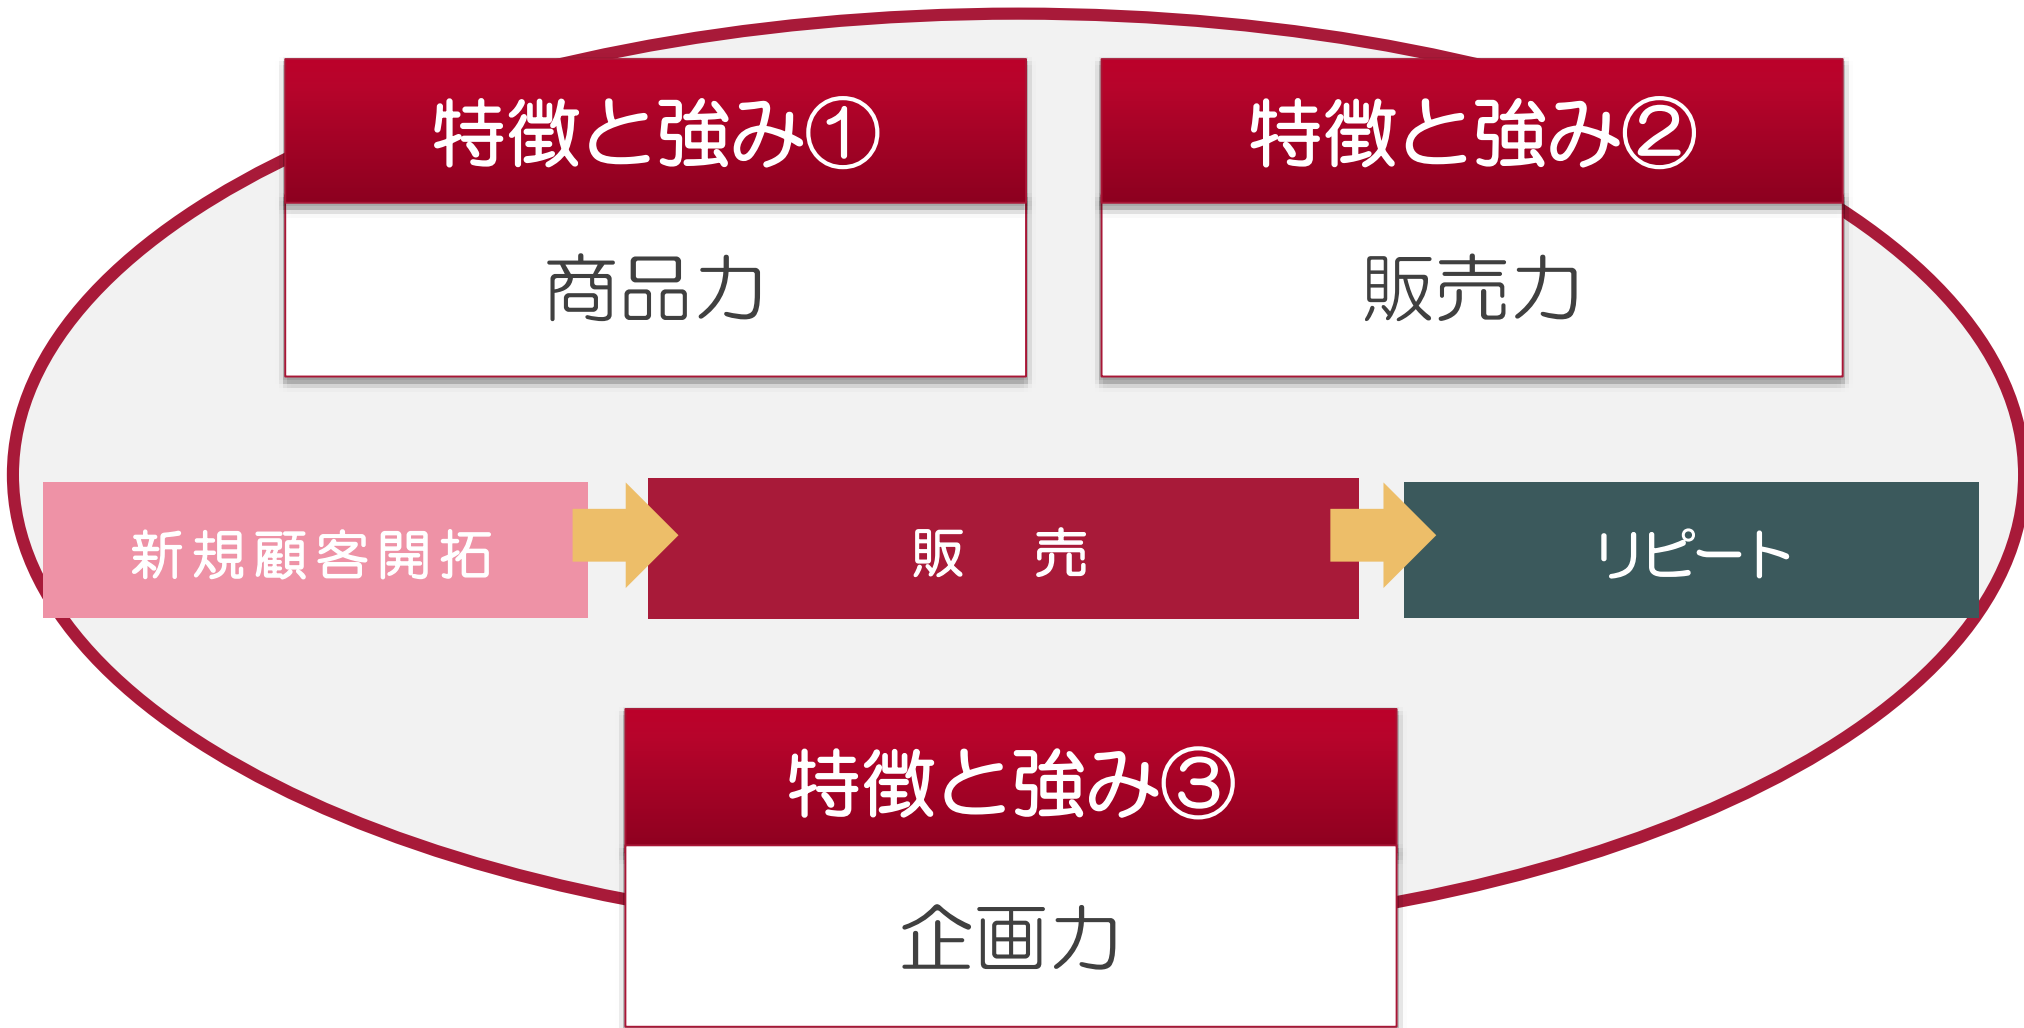 特徴と強み①
商品力
特徴と強み②
販売力
新規顧客開拓
販　売
リピート
特徴と強み③
企画力